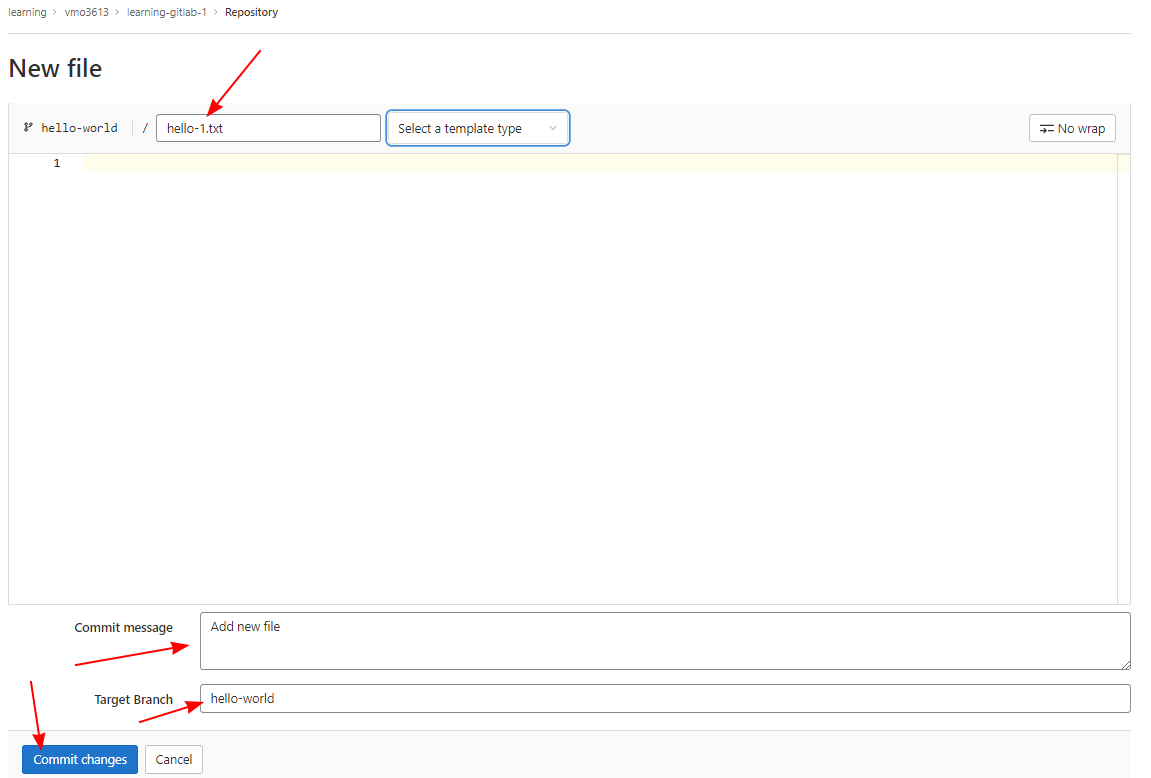 learning > vmo3613 > learning-gitlab-1 > Repository
New file
hello-world / hello-1.txt Select a template type No wrap
1
Commit message Add new file
Target Branch hello-world
Commit changes Cancel